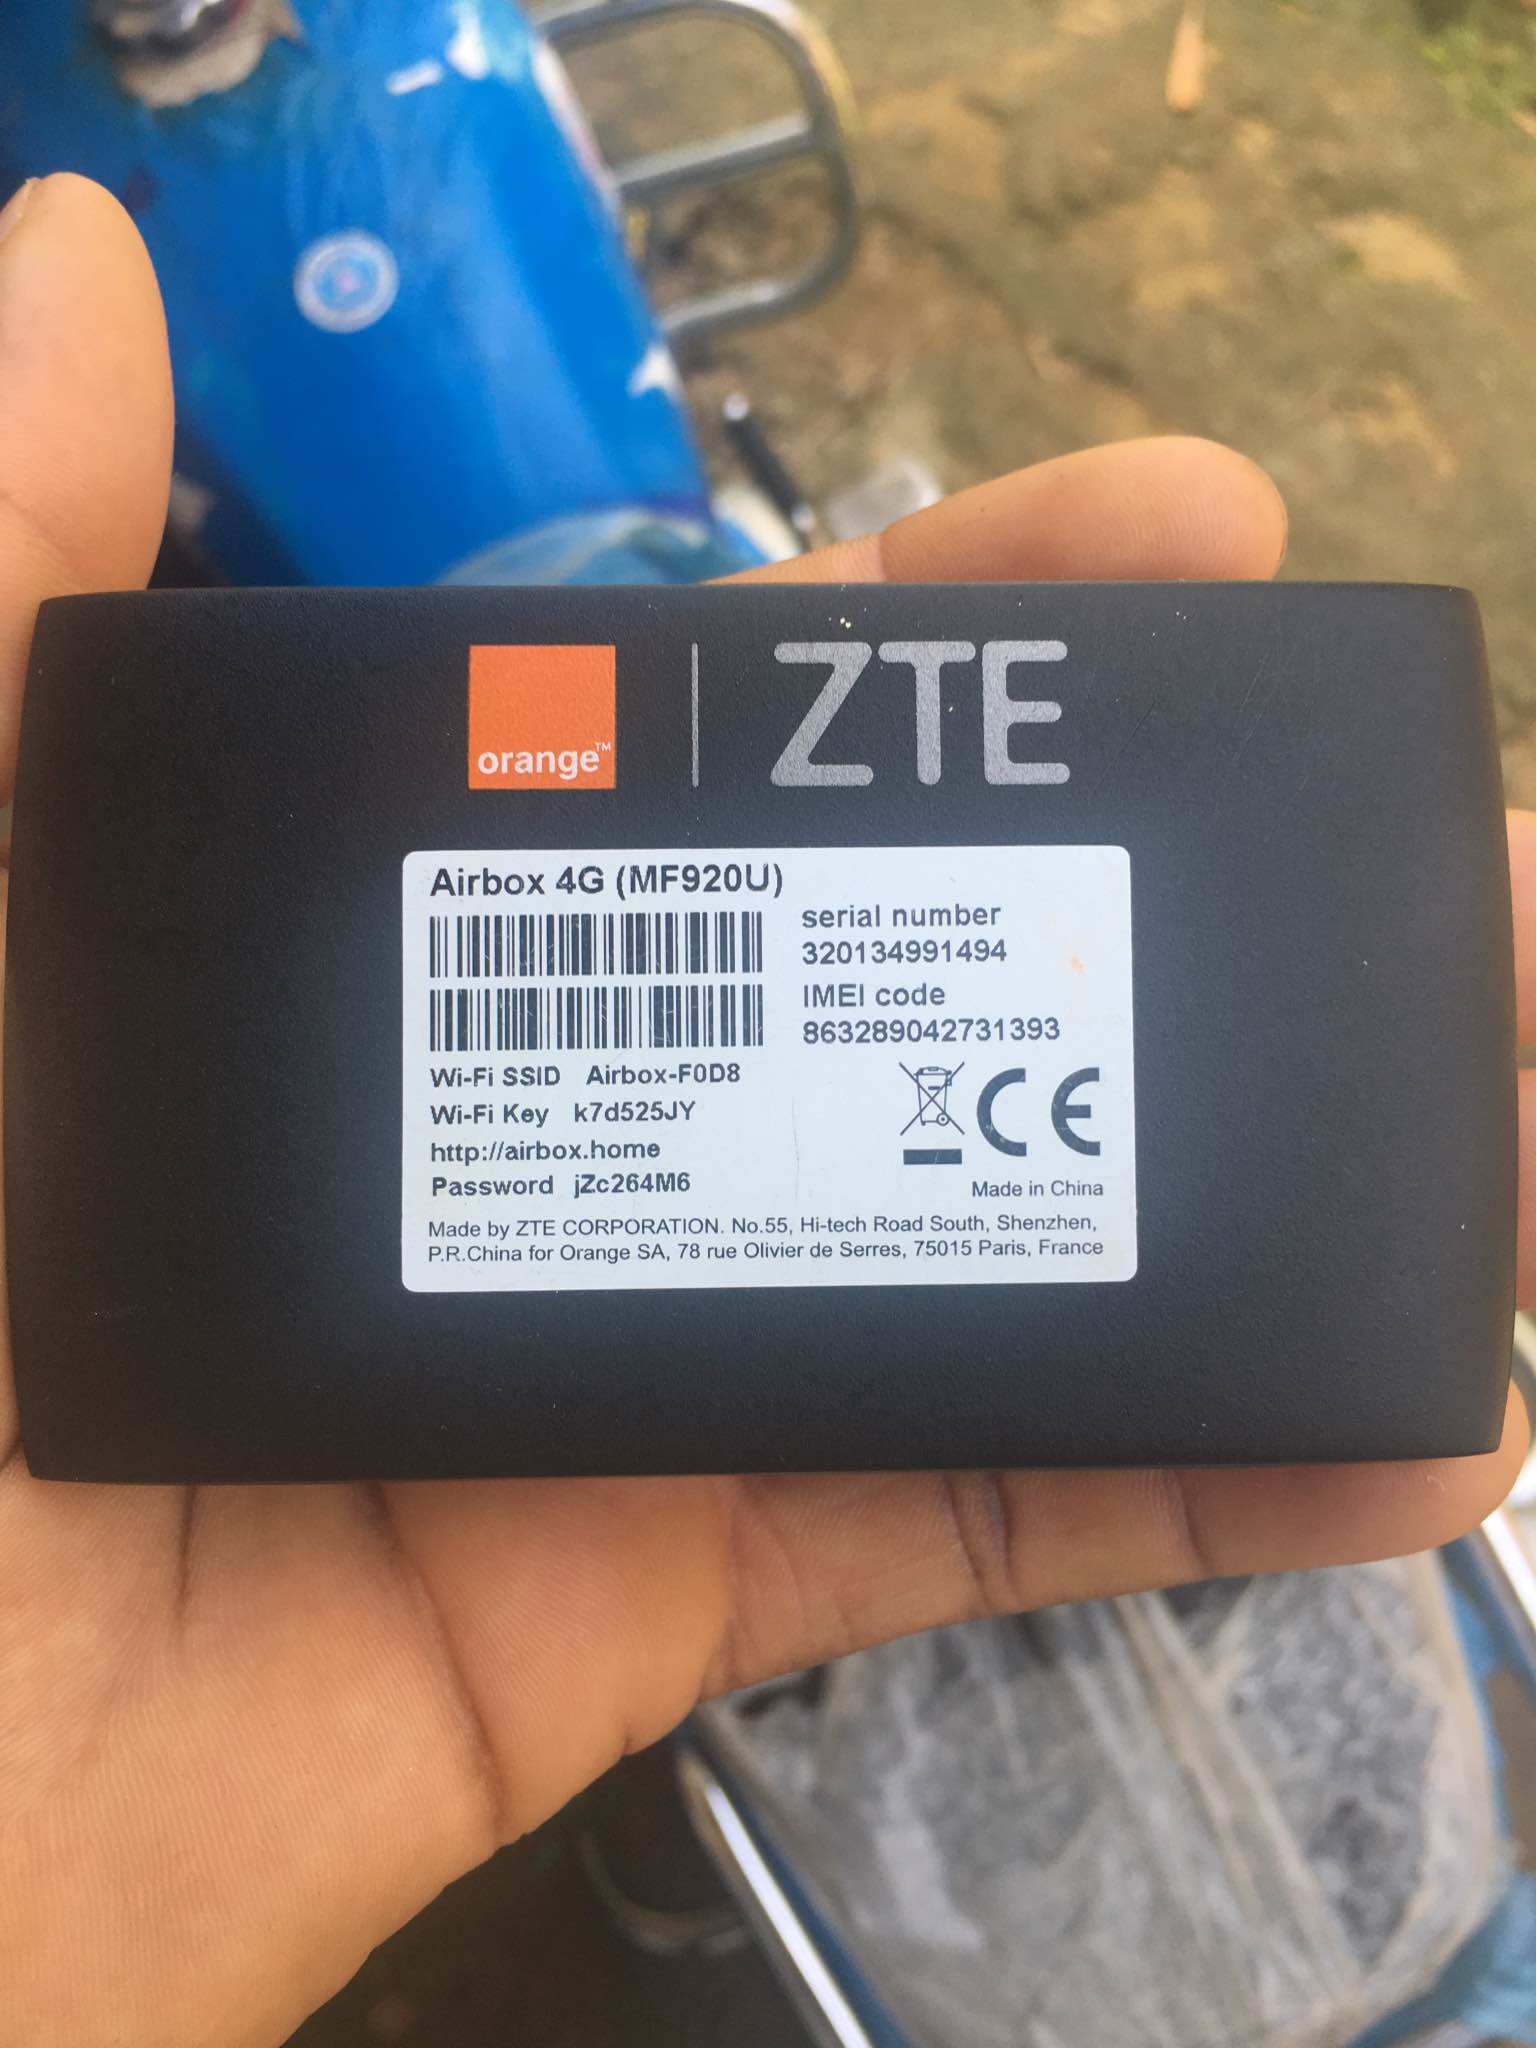 orange™
ZTE
Airbox 4G (MF920U)
serial number
320134991494
IMEI code
863289042731393
Wi-Fi SSID Airbox-F0D8
Wi-Fi Key k7d525JY
http://airbox.home
Password jZc264M6
CE
Made in China
Made by ZTE CORPORATION. No.55, Hi-tech Road South, Shenzhen,
P.R.China for Orange SA, 78 rue Olivier de Serres, 75015 Paris, France